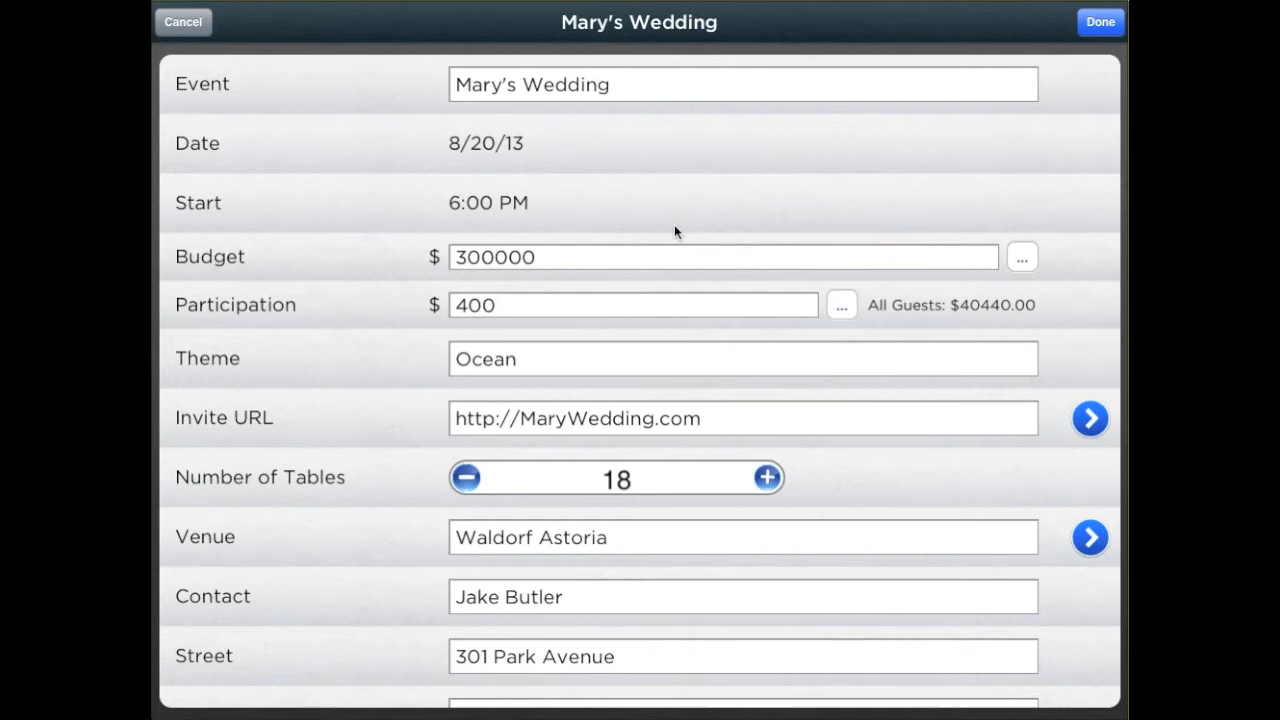 Cancel
Mary's Wedding
Done
Event
Mary's Wedding
Date
8/20/13
Start
6:00 PM
Budget
$
300000
...
Participation
$
400
...
All Guests: $40440.00
Theme
Ocean
Invite URL
http://MaryWedding.com
Number of Tables
18
Venue
Waldorf Astoria
Contact
Jake Butler
Street
301 Park Avenue